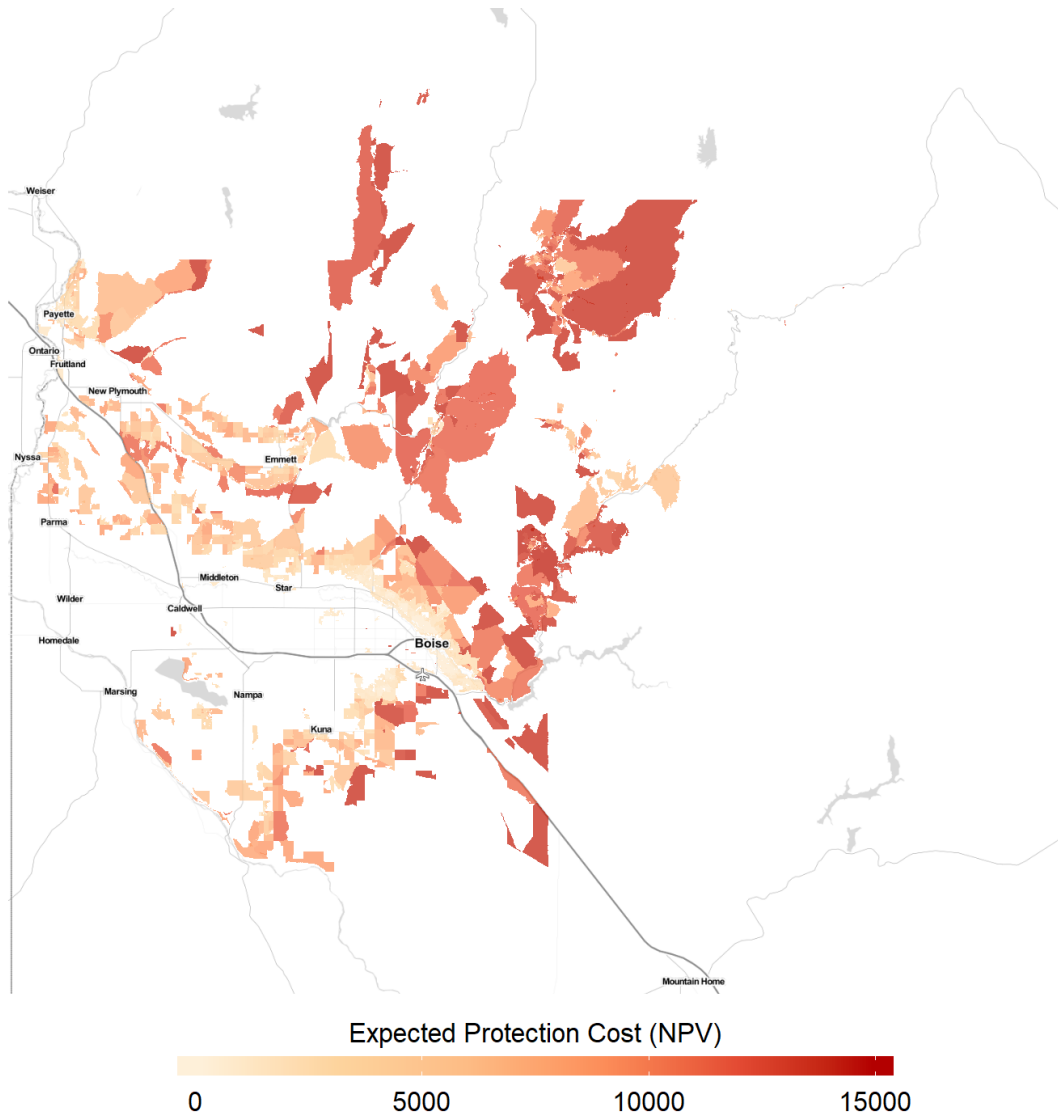 Weiser
Payette
Ontario
Fruitland
New Plymouth
Nyssa
Emmett
Parma
Middleton
Star
Wilder
Caldwell
Homedale
Boise
Marsing
Nampa
Kuna
Mountain Home
Expected Protection Cost (NPV)
0 5000 10000 15000